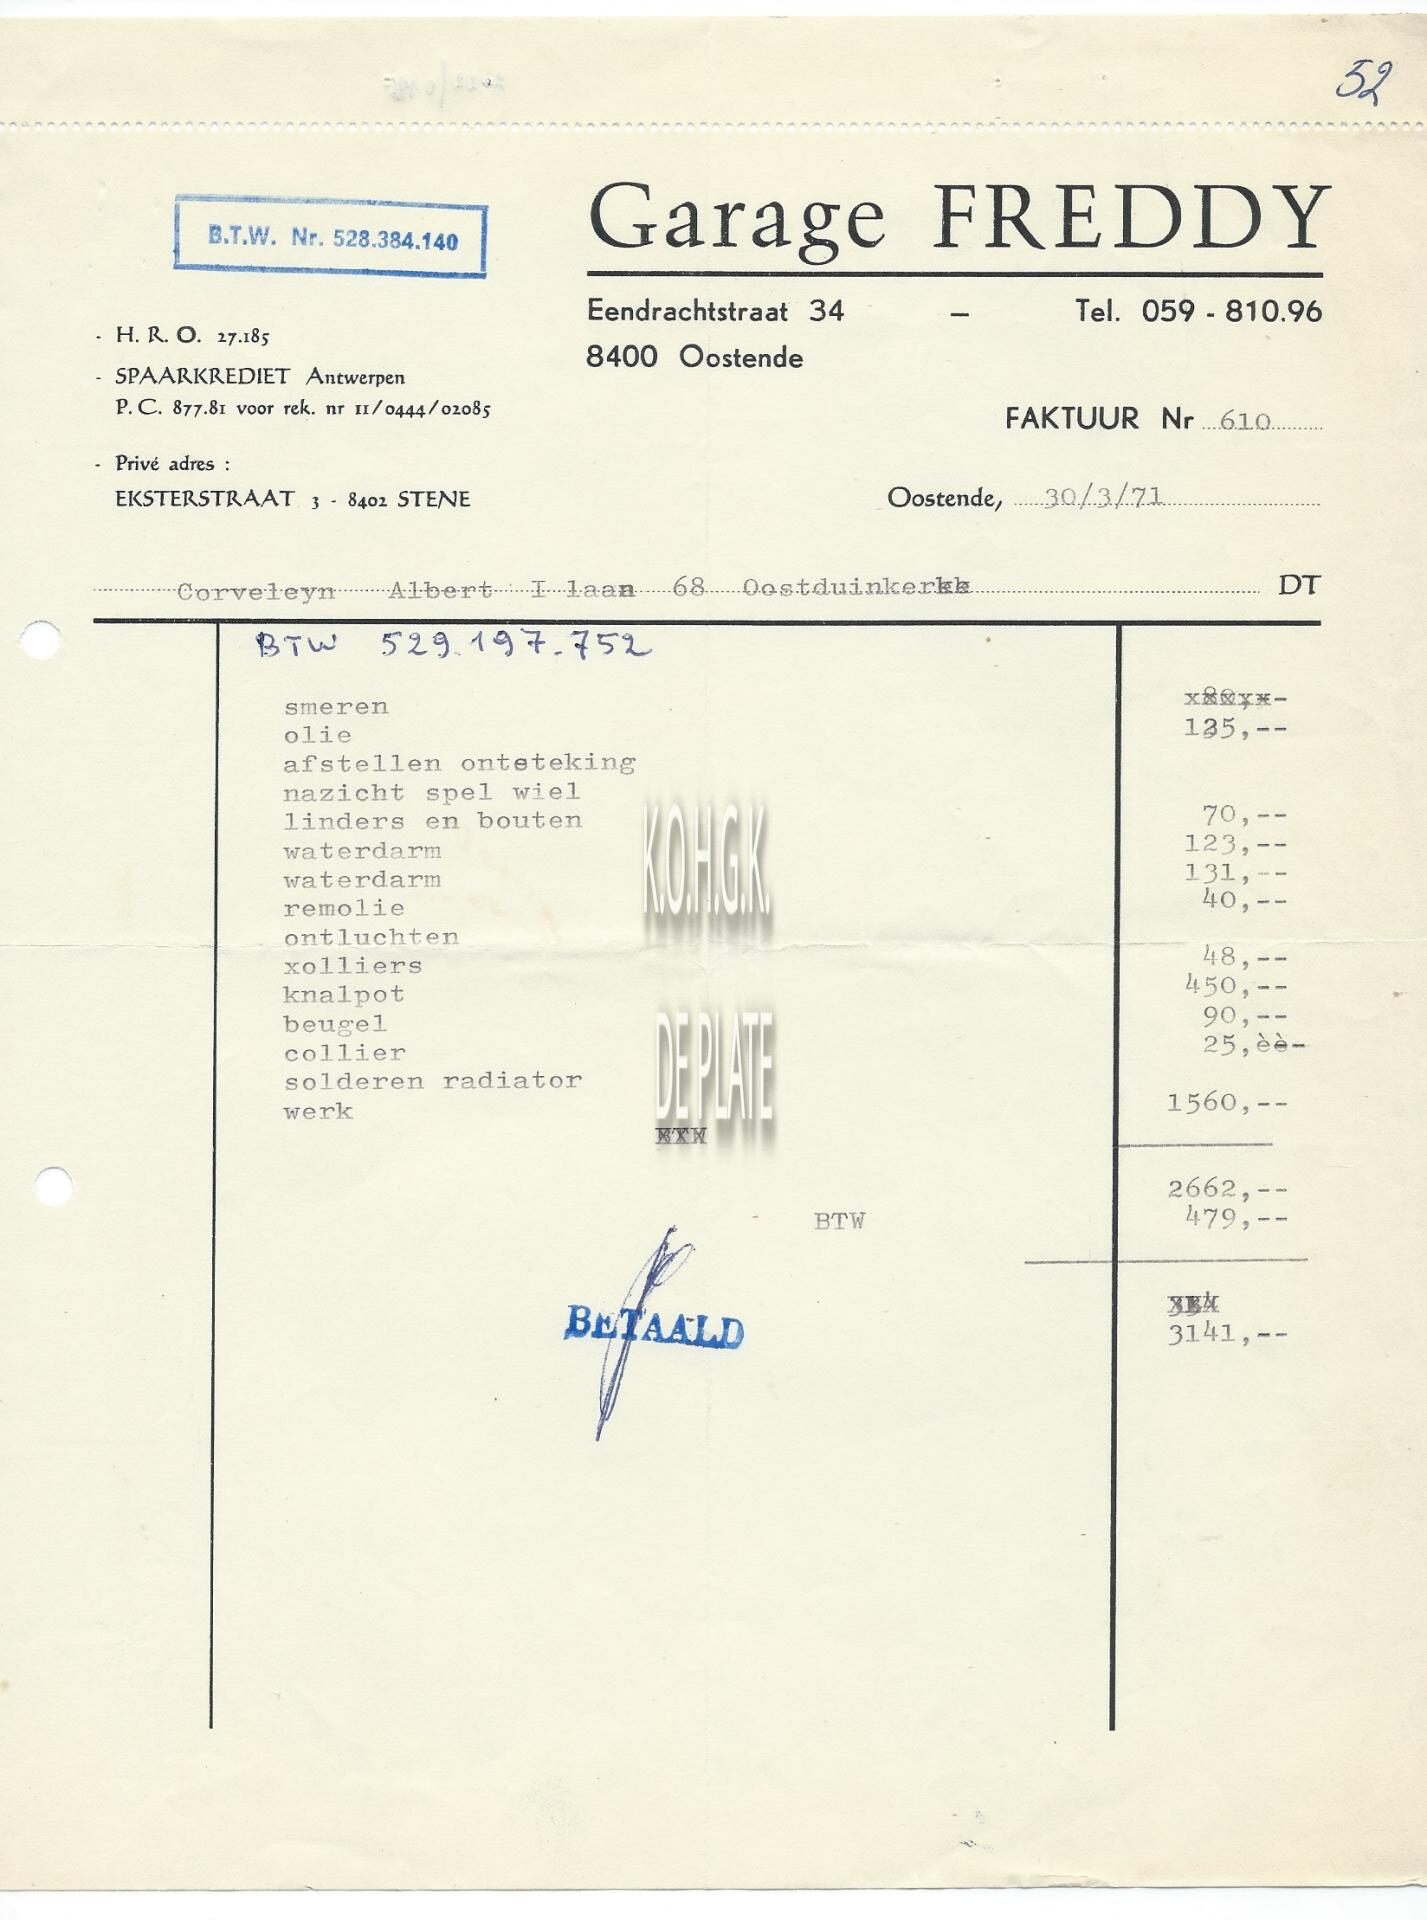 52
B.T.W. Nr. 528.384.140
Garage FREDDY
Eendrachtstraat 34 – Tel. 059 - 810.96
8400 Oostende
- H. R. O. 27.185
- SPAARKREDIET Antwerpen
P. C. 877.81 voor rek. nr 11/0444/02085
- Privé adres :
EKSTERSTRAAT 3 - 8402 STENE
FAKTUUR Nr 610
Oostende, 30/3/71
Corveleyn Albert I laan 68 Oostduinkerke DT
BTW 529.197.752
smeren
olie 125,--
afstellen ontsteking
nazicht spel wiel
linders en bouten 70,--
waterdarm 123,--
waterdarm 131,--
remolie 40,--
ontluchten
xolliers 48,--
knalpot 450,--
beugel 90,--
collier 25,èè-
solderen radiator
werk 1560,--
2662,--
BTW 479,--
3141,--
BETAALD
K.O.H.G.K.
DE PLATE